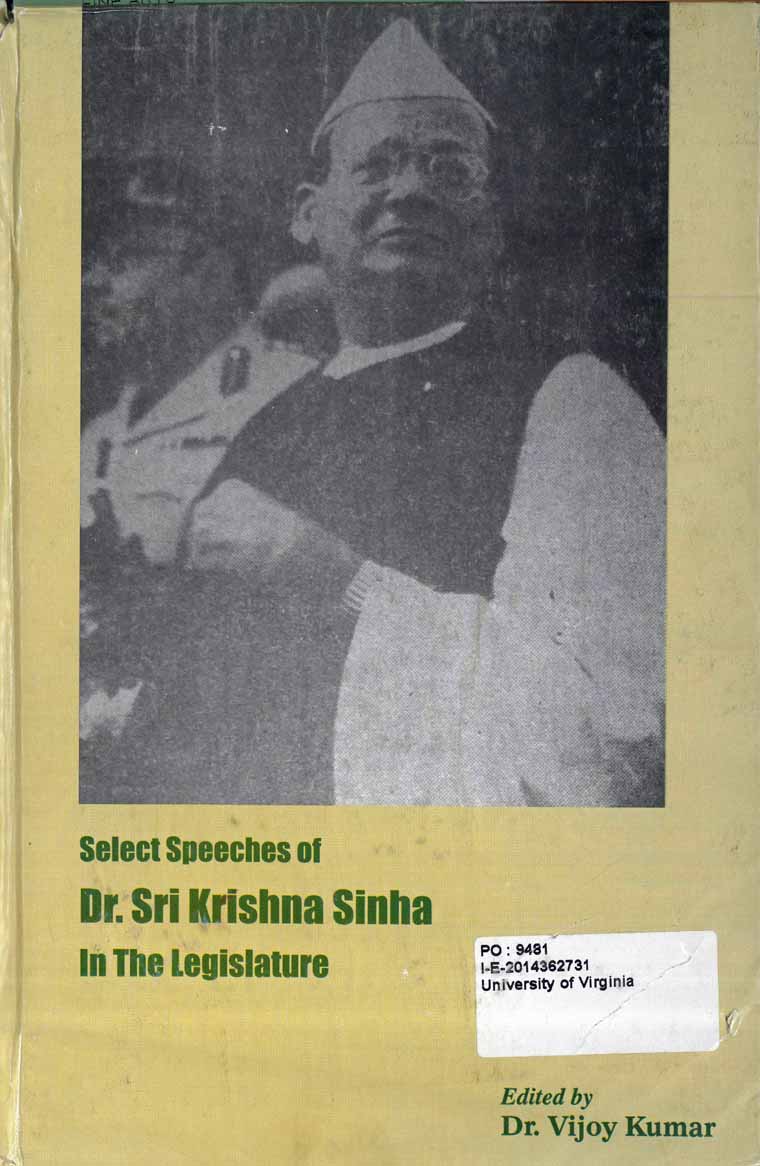 Select Speeches of
Dr. Sri Krishna Sinha
In The Legislature
PO : 9481
I-E-2014362731
University of Virginia
Edited by
Dr. Vijoy Kumar